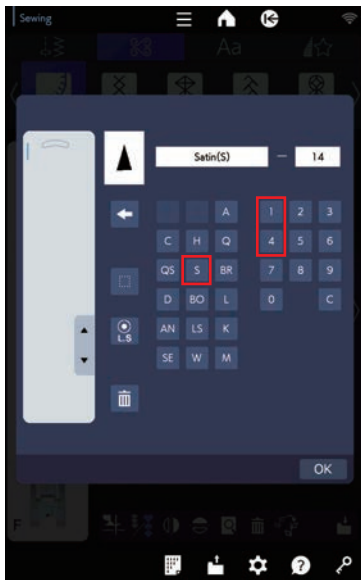 Sewing
Aa
Satin(S) – 14
A 1 2 3
C H Q 4 5 6
QS S BR 7 8 9
D BO L 0 C
L.S AN LS K
SE W M
OK
F
?